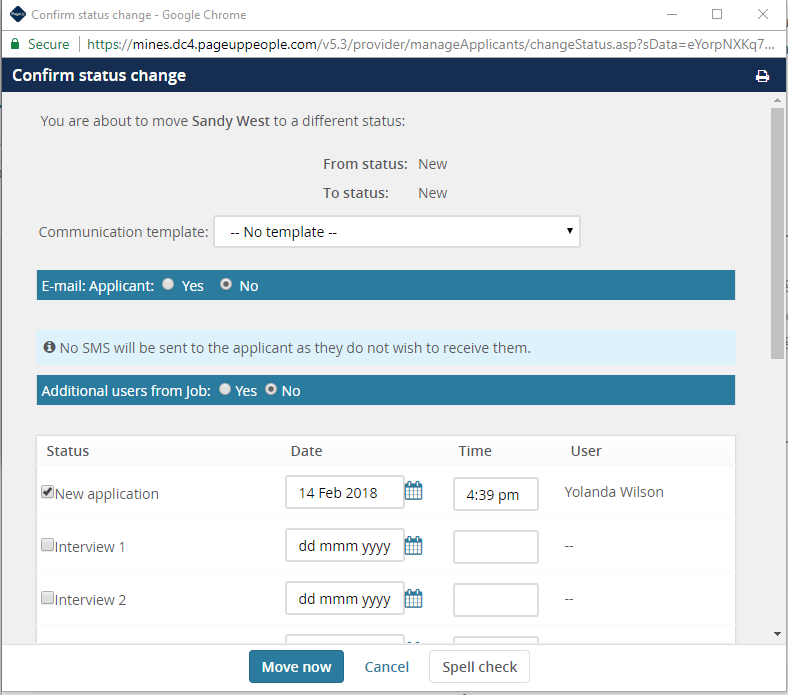 Confirm status change - Google Chrome
Secure | https://mines.dc4.pageuppeople.com/v5.3/provider/manageApplicants/changeStatus.asp?sData=eYorpNXKq7...
Confirm status change
You are about to move Sandy West to a different status:
From status: New
To status: New
Communication template: -- No template --
E-mail: Applicant: Yes No
No SMS will be sent to the applicant as they do not wish to receive them.
Additional users from Job: Yes No
Status Date Time User
New application 14 Feb 2018 4:39 pm Yolanda Wilson
Interview 1 dd mmm yyyy --
Interview 2 dd mmm yyyy --
Move now Cancel Spell check